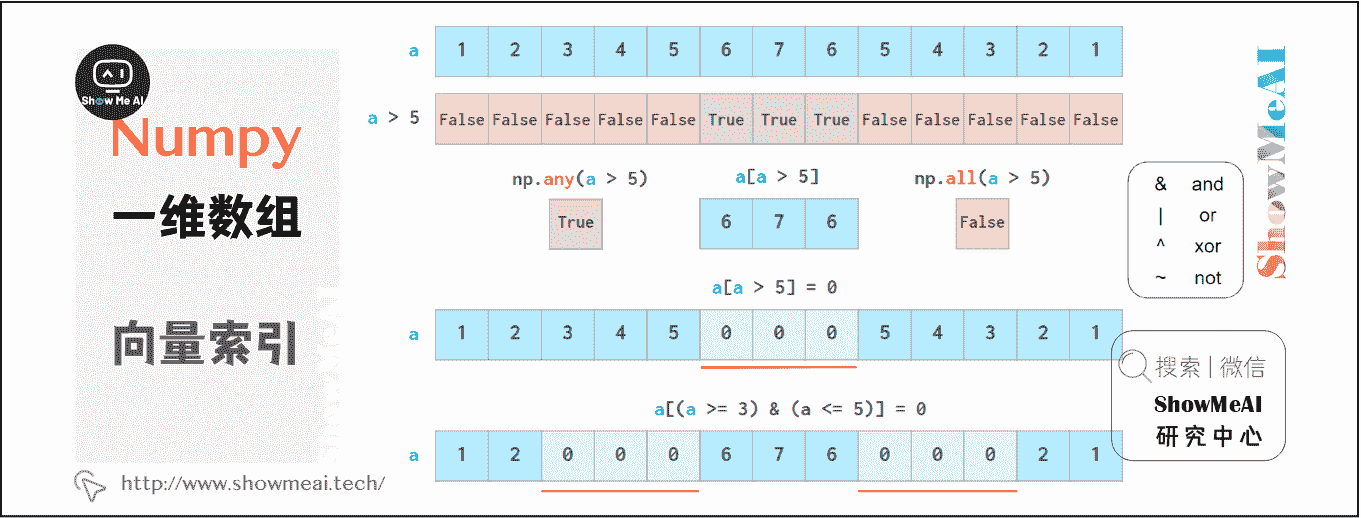 Show Me AI
Numpy
一维数组
向量索引
http://www.showmeai.tech/
a 1 2 3 4 5 6 7 6 5 4 3 2 1
a > 5 False False False False False True True True False False False False False
np.any(a > 5) a[a > 5] np.all(a > 5)
True 6 7 6 False
a[a > 5] = 0
a 1 2 3 4 5 0 0 0 5 4 3 2 1
a[(a >= 3) & (a <= 5)] = 0
a 1 2 0 0 0 6 7 6 0 0 0 2 1
& and
| or
^ xor
~ not
ShowMeAI
搜索 | 微信
ShowMeAI
研究中心